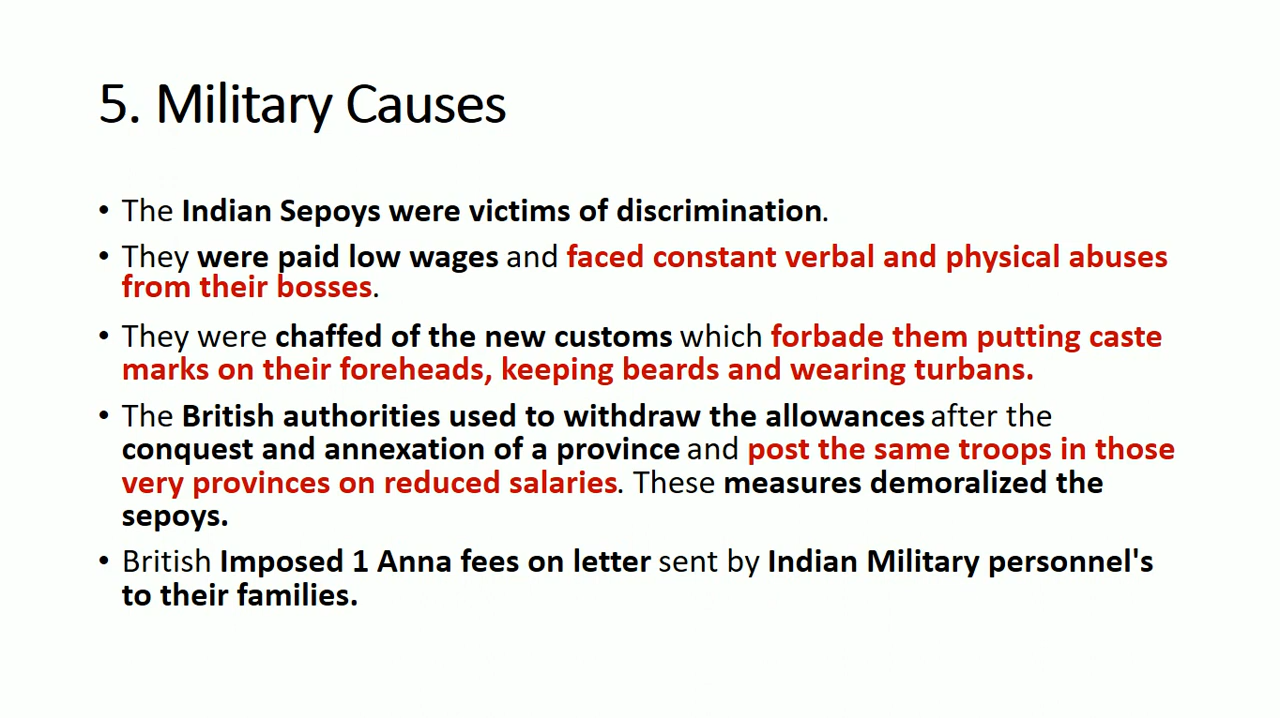 5. Military Causes
• The Indian Sepoys were victims of discrimination.
• They were paid low wages and faced constant verbal and physical abuses
from their bosses.
• They were chaffed of the new customs which forbade them putting caste
marks on their foreheads, keeping beards and wearing turbans.
• The British authorities used to withdraw the allowances after the
conquest and annexation of a province and post the same troops in those
very provinces on reduced salaries. These measures demoralized the
sepoys.
• British Imposed 1 Anna fees on letter sent by Indian Military personnel's
to their families.